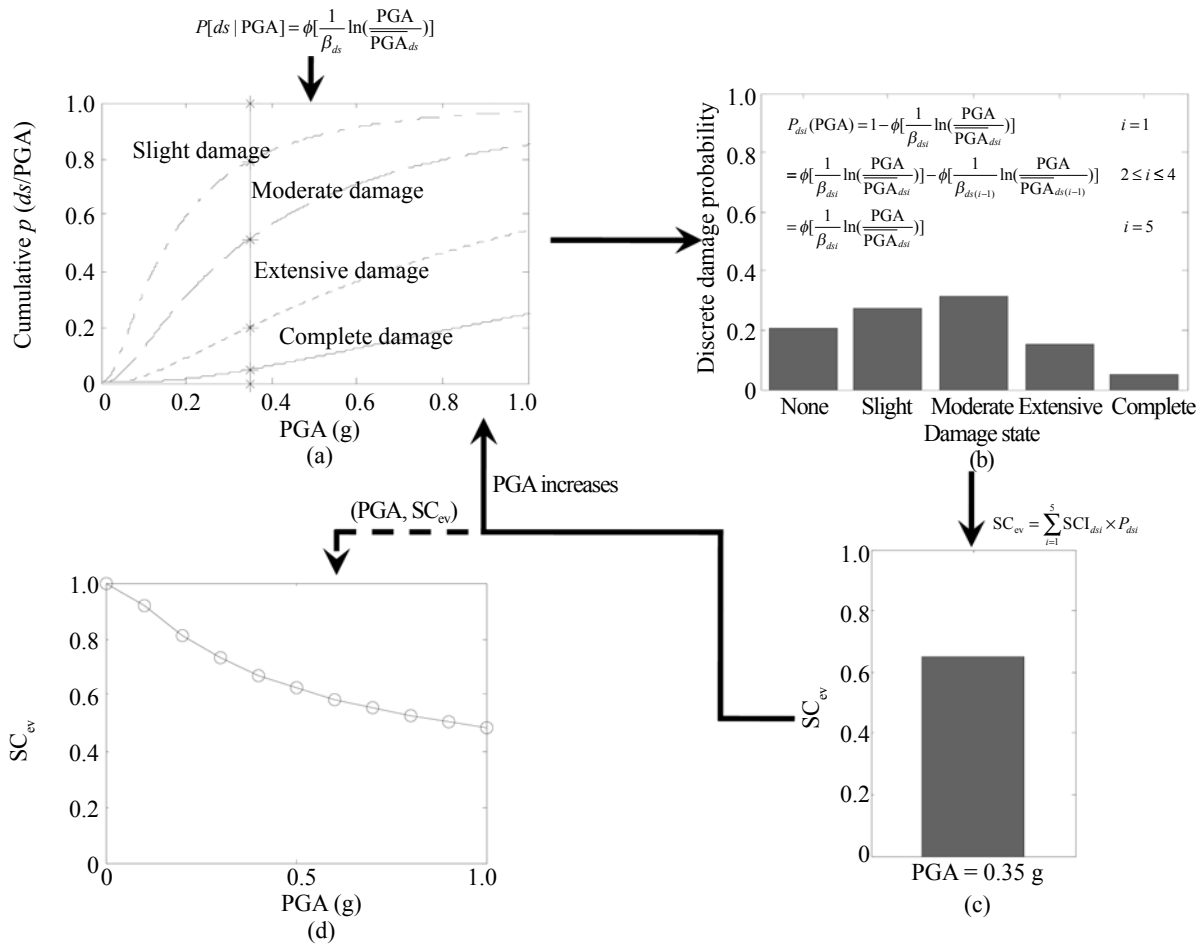 P[ds | PGA] = ϕ[1/β_ds ln(PGA/P̅G̅A̅_ds)]
1.0
0.8
0.6
0.4
0.2
0
Cumulative p (ds/PGA)
Slight damage
Moderate damage
Extensive damage
Complete damage
0 0.2 0.4 0.6 0.8 1.0
PGA (g)
(a)
1.0
0.8
0.6
0.4
0.2
0
Discrete damage probability
P_dsi(PGA) = 1 − ϕ[1/β_dsi ln(PGA/P̅G̅A̅_dsi)] i = 1
= ϕ[1/β_dsi ln(PGA/P̅G̅A̅_dsi)] − ϕ[1/β_ds(i−1) ln(PGA/P̅G̅A̅_ds(i−1))] 2 ≤ i ≤ 4
= ϕ[1/β_dsi ln(PGA/P̅G̅A̅_dsi)] i = 5
None Slight Moderate Extensive Complete
Damage state
(b)
PGA increases
(PGA, SC_ev)
SC_ev = ∑_{i=1}^{5} SCI_dsi × P_dsi
1.0
0.8
0.6
0.4
0.2
0
SC_ev
PGA = 0.35 g
(c)
1.0
0.8
0.6
0.4
0.2
0
SC_ev
0 0.5 1.0
PGA (g)
(d)